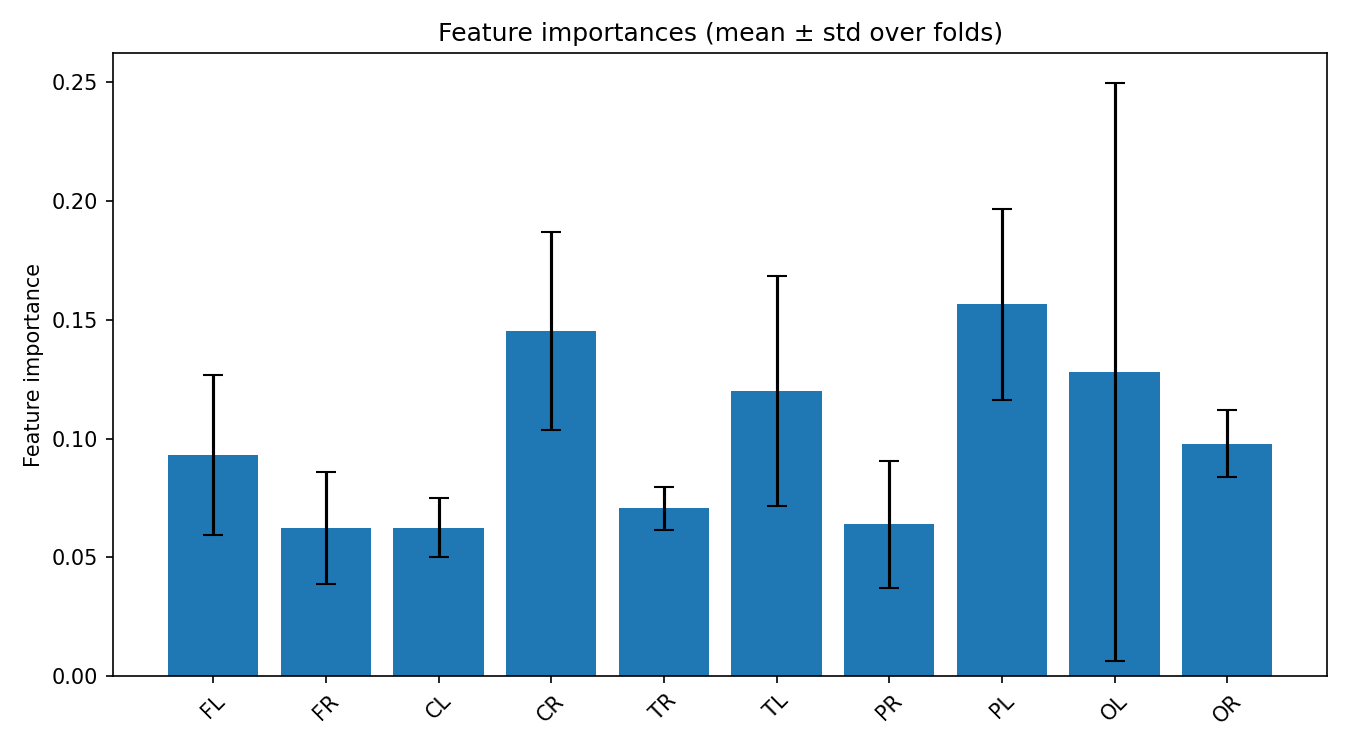 Feature importances (mean ± std over folds)
Feature importance
0.25
0.20
0.15
0.10
0.05
0.00
FL FR CL CR TR TL PR PL OL OR